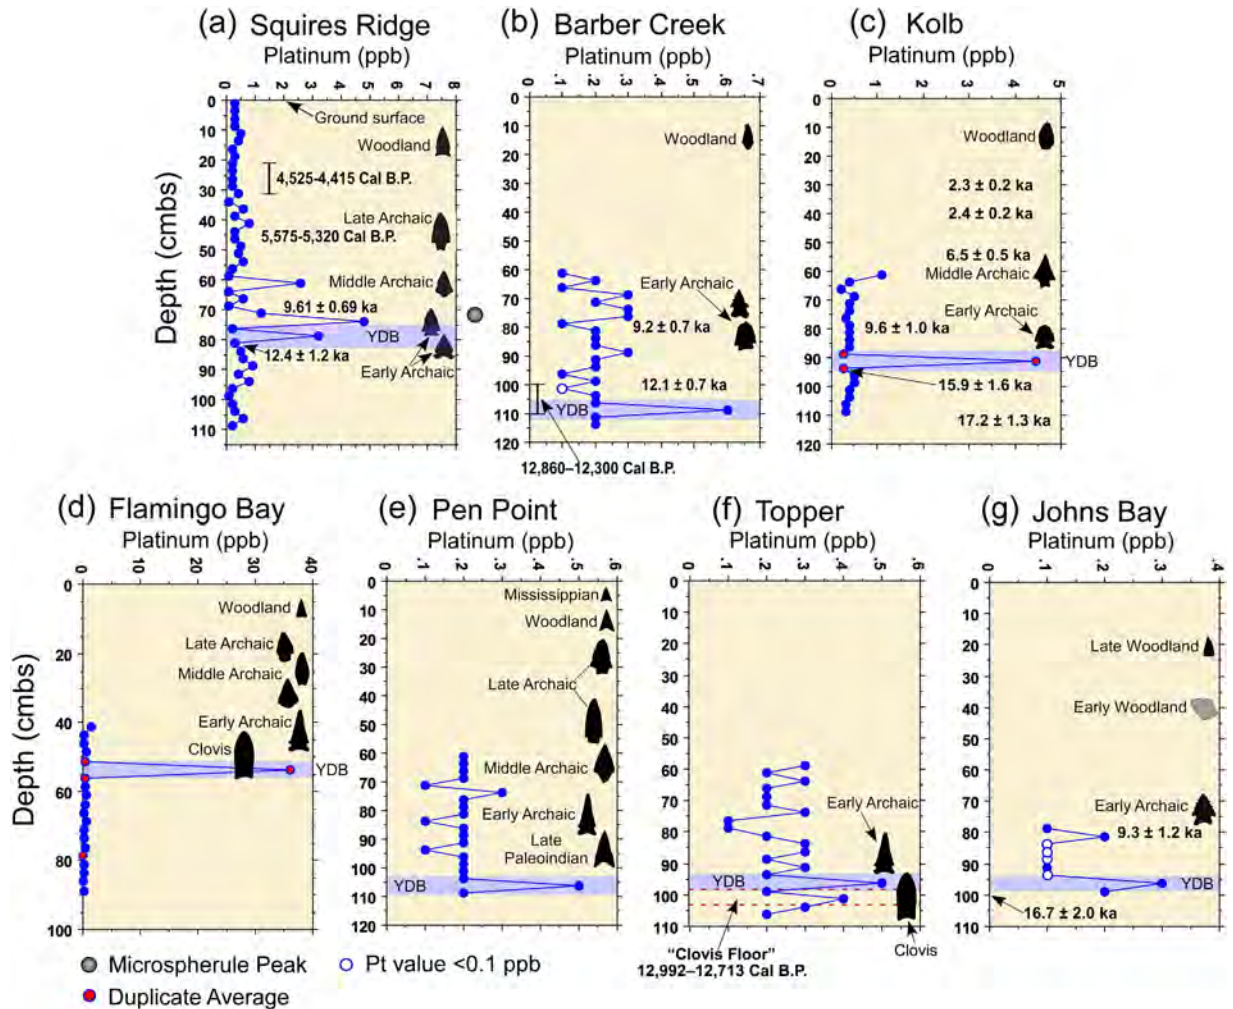 (a) Squires Ridge
Platinum (ppb)
0 1 2 3 4 5 6 7 8
Depth (cmbs)
0
10
20
30
40
50
60
70
80
90
100
110
Ground surface
Woodland
4,525-4,415 Cal B.P.
Late Archaic
5,575-5,320 Cal B.P.
Middle Archaic
9.61 ± 0.69 ka
YDB
12.4 ± 1.2 ka
Early Archaic
(b) Barber Creek
Platinum (ppb)
0 .1 .2 .3 .4 .5 .6 .7
0
10
20
30
40
50
60
70
80
90
100
110
120
Woodland
Early Archaic
9.2 ± 0.7 ka
12.1 ± 0.7 ka
YDB
12,860–12,300 Cal B.P.
(c) Kolb
Platinum (ppb)
0 1 2 3 4 5
0
10
20
30
40
50
60
70
80
90
100
110
120
Woodland
2.3 ± 0.2 ka
2.4 ± 0.2 ka
6.5 ± 0.5 ka
Middle Archaic
Early Archaic
9.6 ± 1.0 ka
YDB
15.9 ± 1.6 ka
17.2 ± 1.3 ka
(d) Flamingo Bay
Platinum (ppb)
0 10 20 30 40
Depth (cmbs)
0
20
40
60
80
100
Woodland
Late Archaic
Middle Archaic
Early Archaic
Clovis
YDB
(e) Pen Point
Platinum (ppb)
0 .1 .2 .3 .4 .5 .6
0
10
20
30
40
50
60
70
80
90
100
110
120
Mississippian
Woodland
Late Archaic
Middle Archaic
Early Archaic
Late
Paleoindian
YDB
(f) Topper
Platinum (ppb)
0 .1 .2 .3 .4 .5 .6
0
10
20
30
40
50
60
70
80
90
100
110
Early Archaic
YDB
"Clovis Floor"
12,992–12,713 Cal B.P.
Clovis
(g) Johns Bay
Platinum (ppb)
0 .1 .2 .3 .4
0
10
20
30
40
50
60
70
80
90
100
110
Late Woodland
Early Woodland
Early Archaic
9.3 ± 1.2 ka
YDB
16.7 ± 2.0 ka
Microspherule Peak
Pt value <0.1 ppb
Duplicate Average